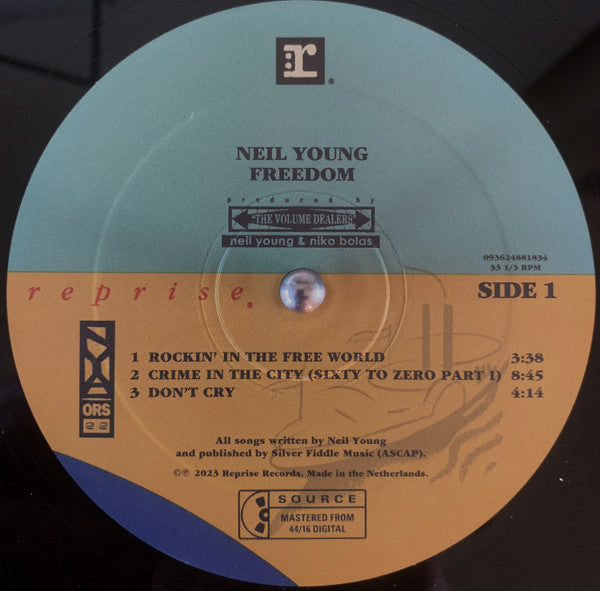 r
NEIL YOUNG
FREEDOM
produced by
"THE VOLUME DEALERS"
neil young & niko bolas
093624881834
33 1/3 RPM
reprise.
SIDE 1
NYA
ORS
22
1 ROCKIN' IN THE FREE WORLD 3:38
2 CRIME IN THE CITY (SIXTY TO ZERO PART I) 8:45
3 DON'T CRY 4:14
All songs written by Neil Young
and published by Silver Fiddle Music (ASCAP).
©℗ 2023 Reprise Records. Made in the Netherlands.
SOURCE
MASTERED FROM
44/16 DIGITAL